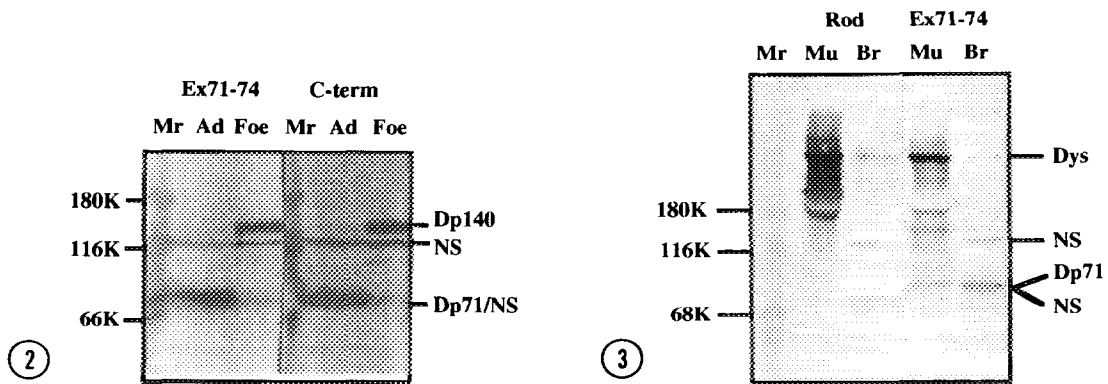 Ex71-74 C-term
Mr Ad Foe Mr Ad Foe
180K
116K
66K
Dp140
NS
Dp71/NS
2
Rod Ex71-74
Mr Mu Br Mu Br
180K
116K
68K
Dys
NS
Dp71
NS
3